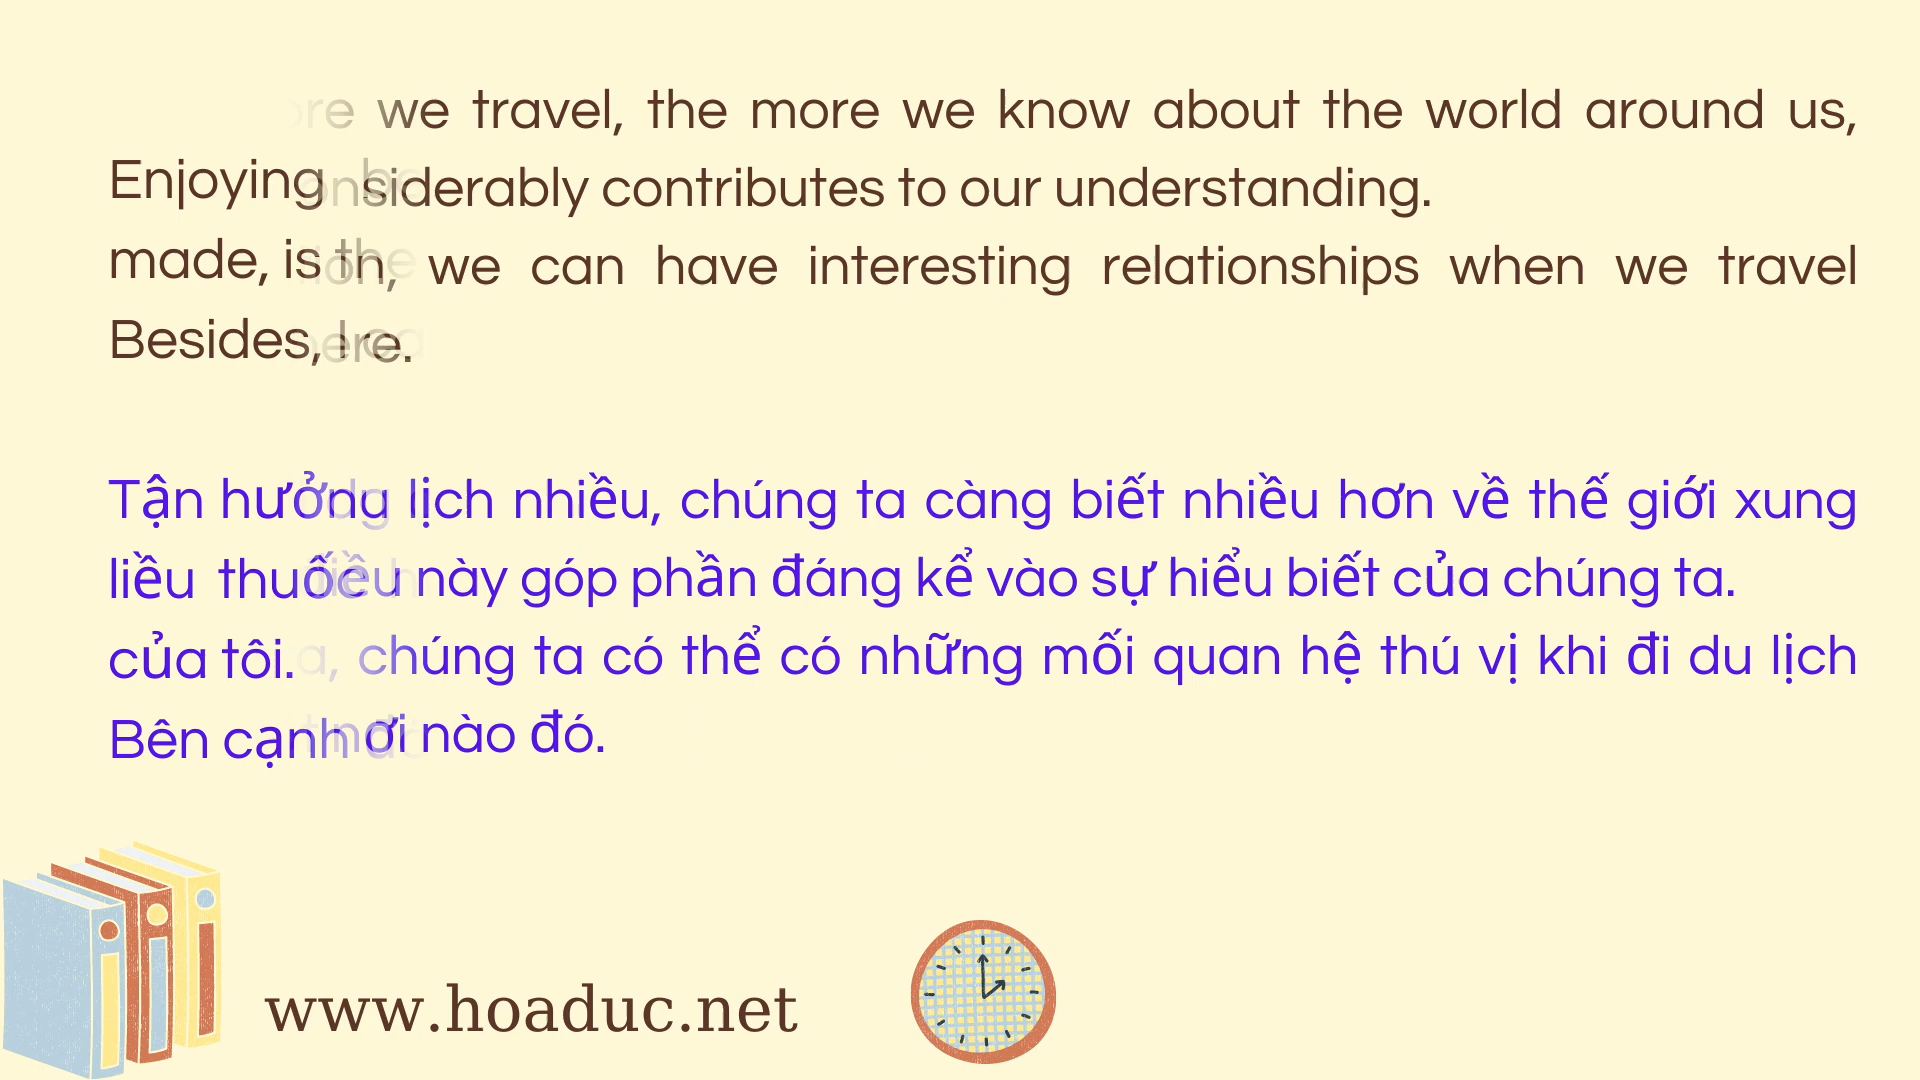 we travel, the more we know about the world around us,
Enjoying
considerably contributes to our understanding.
made, is the
we can have interesting relationships when we travel
Besides, I
Tận hưởng
lịch nhiều, chúng ta càng biết nhiều hơn về thế giới xung
liều thuốc
này góp phần đáng kể vào sự hiểu biết của chúng ta.
của tôi.
chúng ta có thể có những mối quan hệ thú vị khi đi du lịch
Bên cạnh
nơi nào đó.
www.hoaduc.net